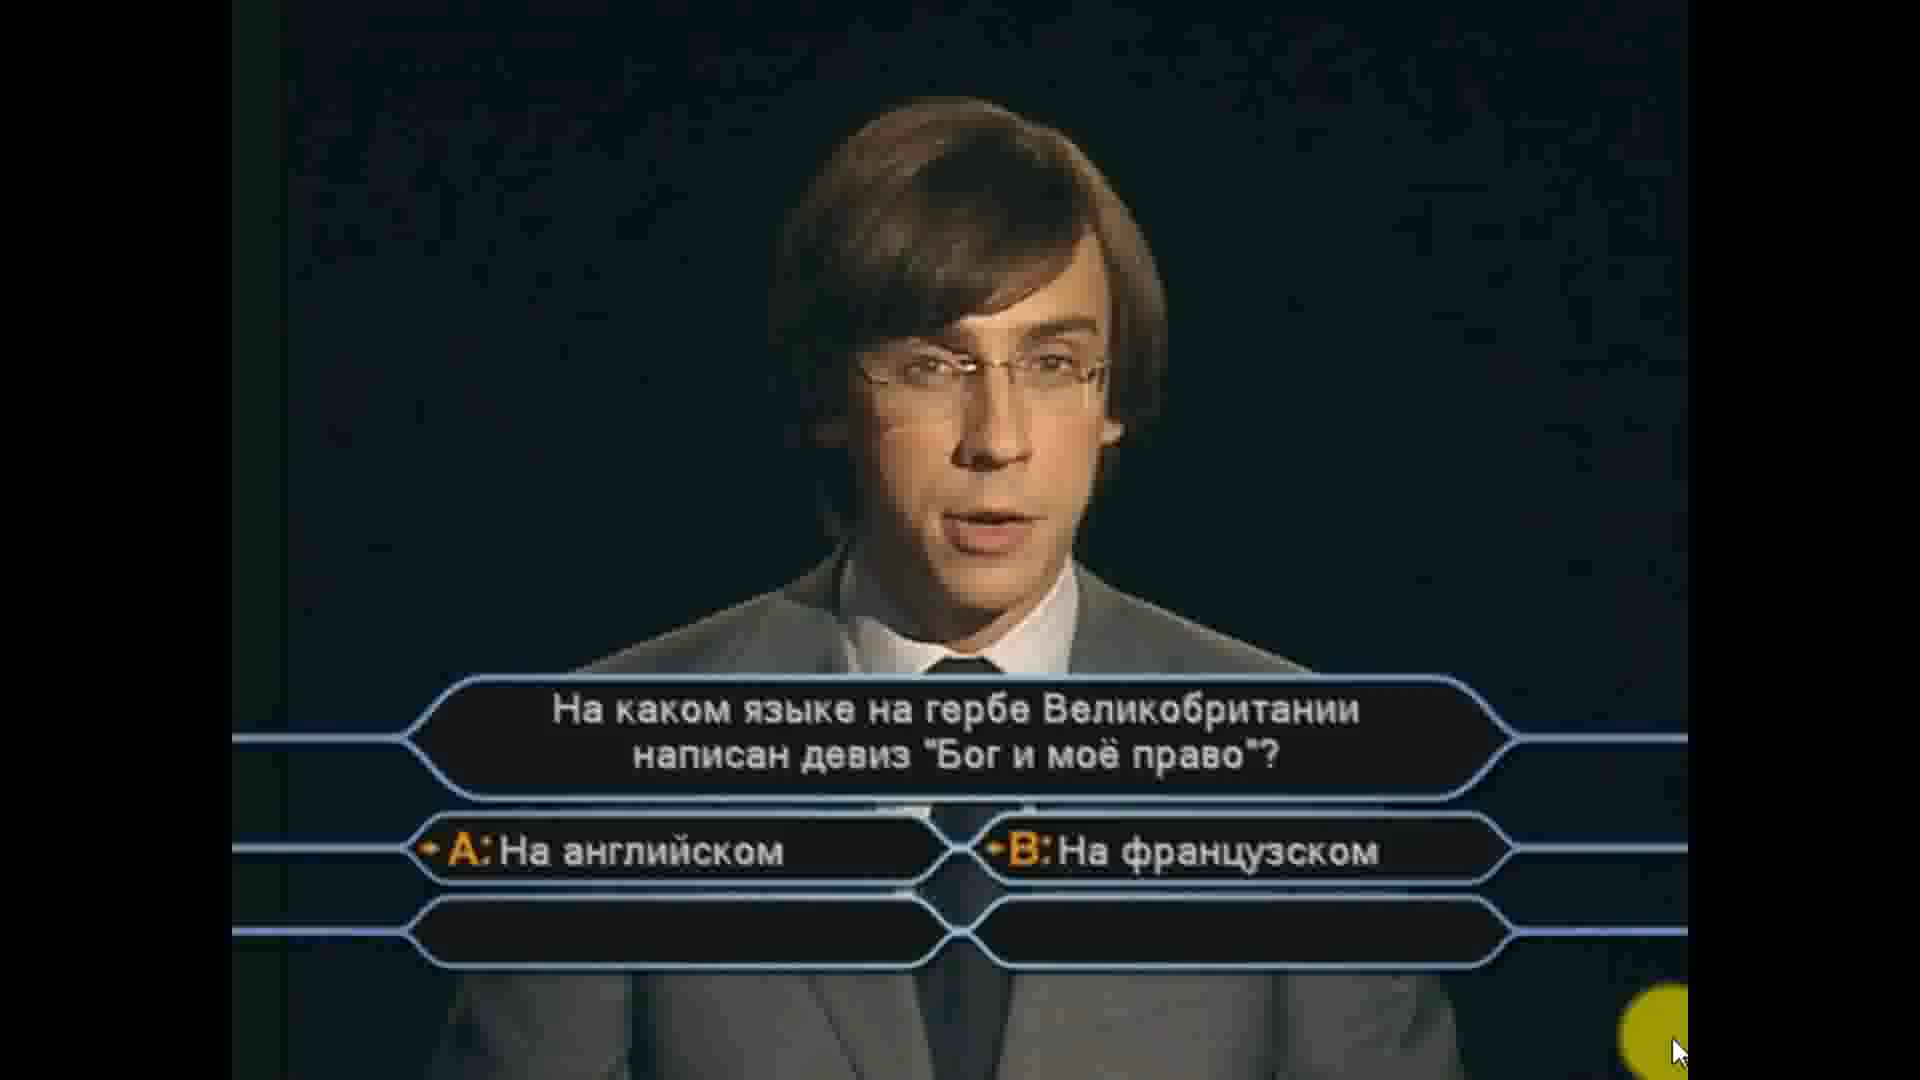 На каком языке на гербе Великобритании
написан девиз "Бог и моё право"?
A: На английском
B: На французском